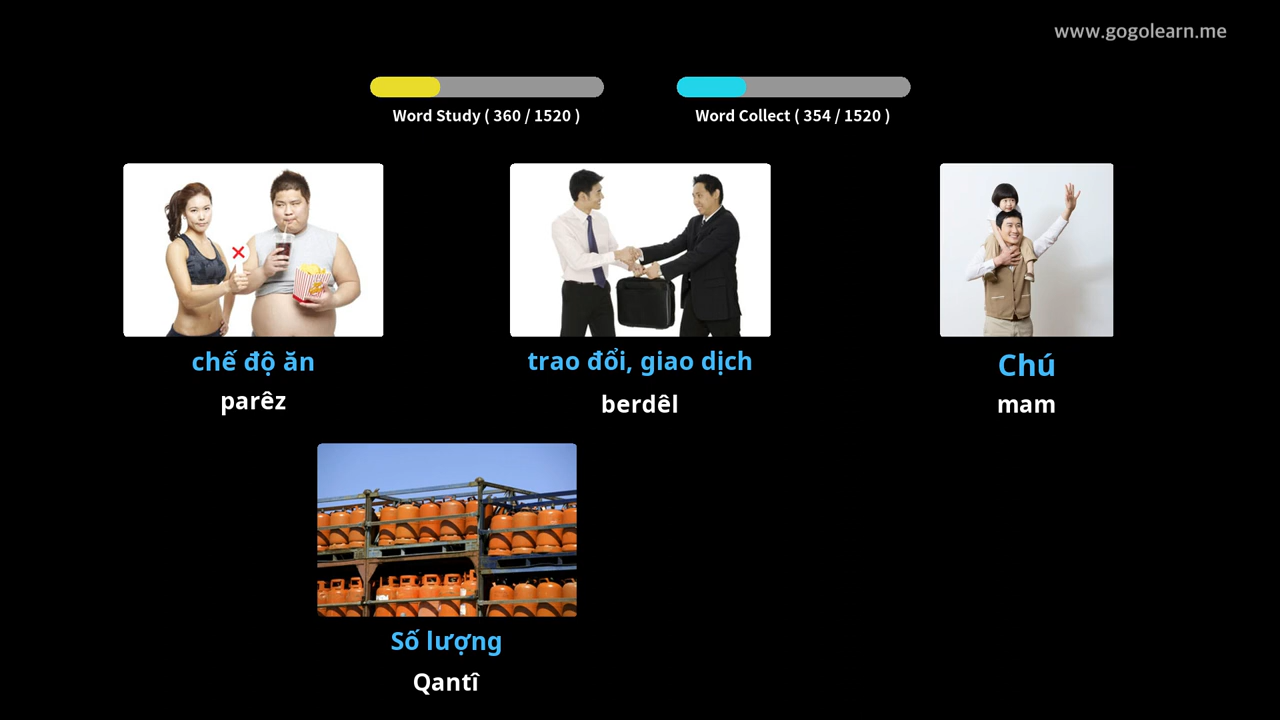 www.gogolearn.me
Word Study ( 360 / 1520 )
Word Collect ( 354 / 1520 )
chế độ ăn
parêz
trao đổi, giao dịch
berdêl
Chú
mam
Số lượng
Qantî